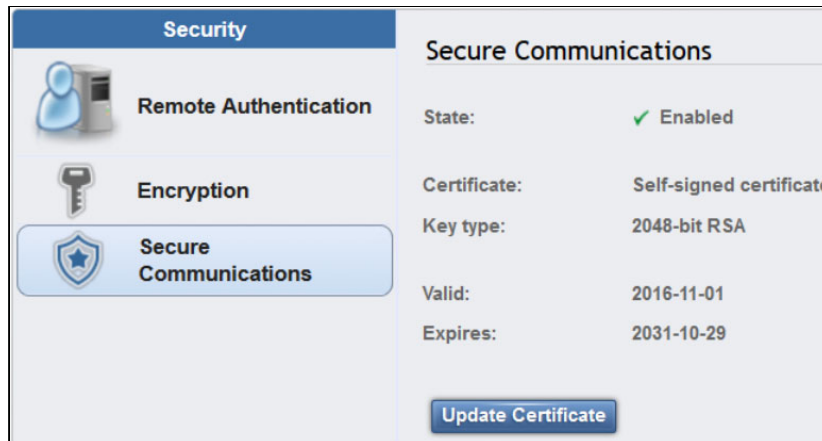 Security
Remote Authentication
Encryption
Secure
Communications
Secure Communications
State: Enabled
Certificate: Self-signed certificate
Key type: 2048-bit RSA
Valid: 2016-11-01
Expires: 2031-10-29
Update Certificate